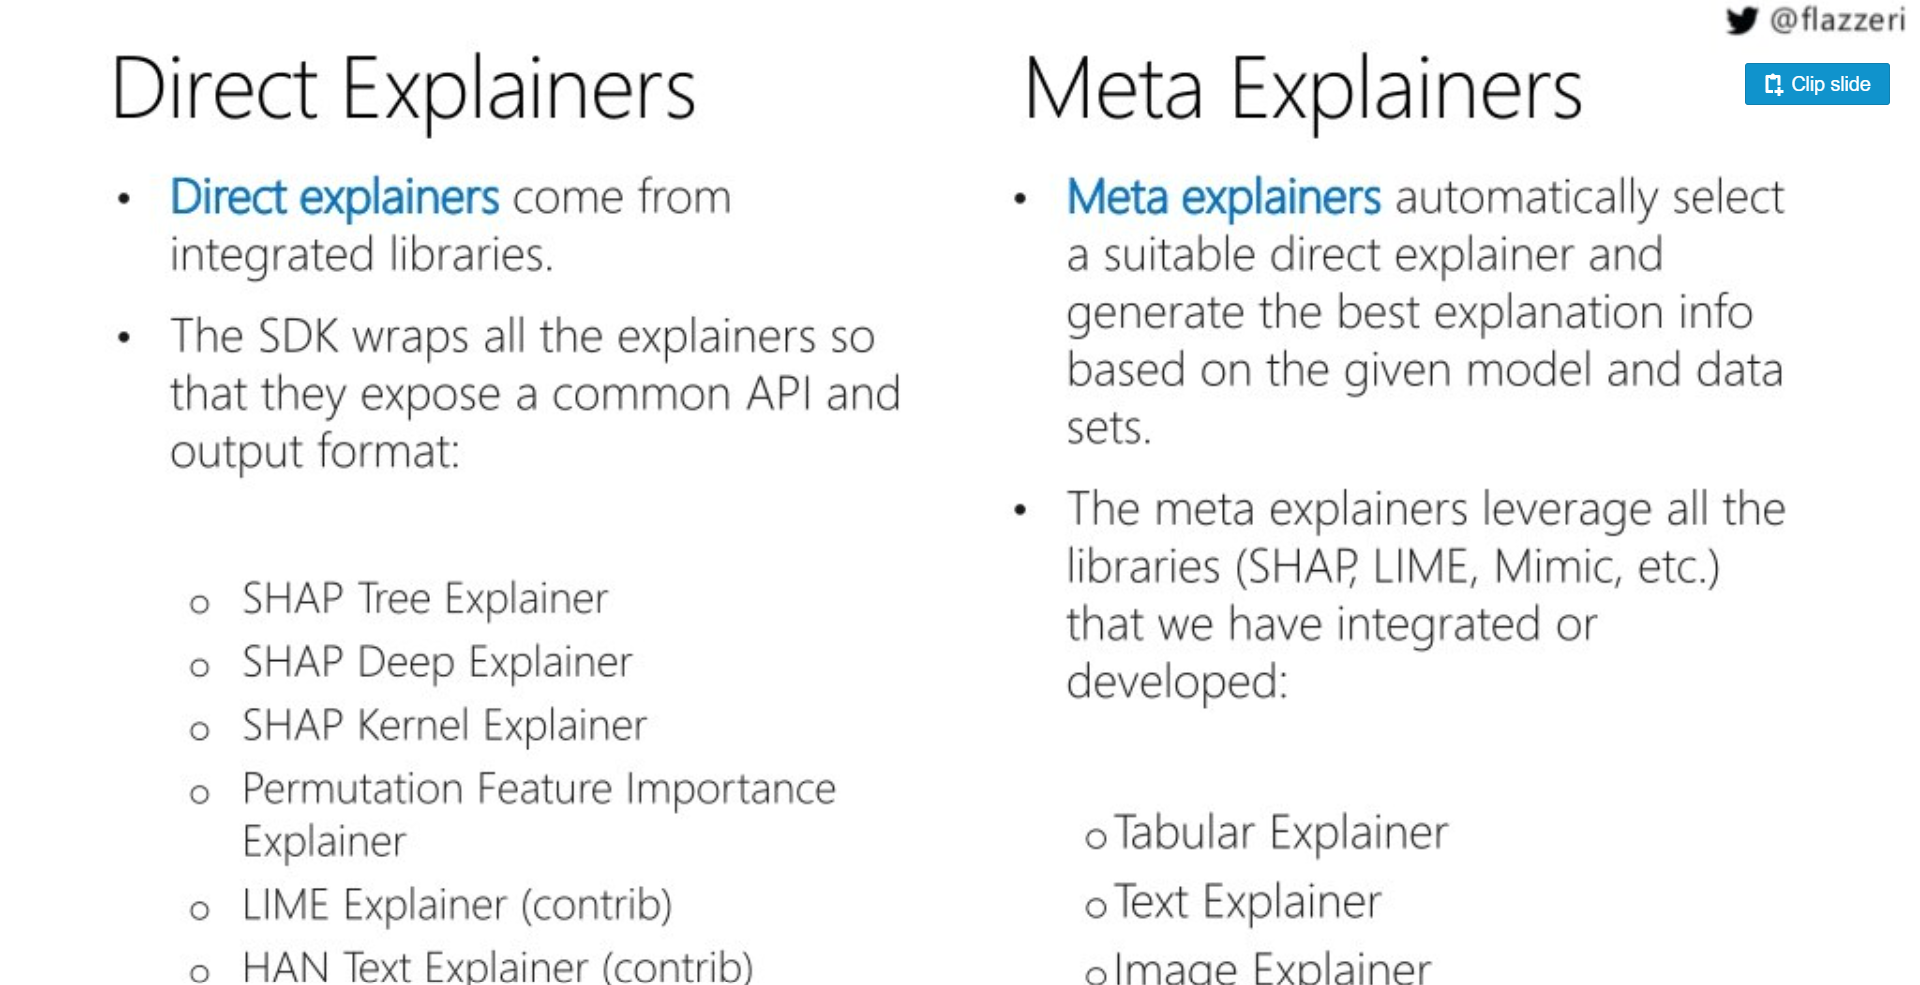 @flazzeri
Clip slide
Direct Explainers
• Direct explainers come from
integrated libraries.
• The SDK wraps all the explainers so
that they expose a common API and
output format:
o SHAP Tree Explainer
o SHAP Deep Explainer
o SHAP Kernel Explainer
o Permutation Feature Importance
Explainer
o LIME Explainer (contrib)
o HAN Text Explainer (contrib)
Meta Explainers
• Meta explainers automatically select
a suitable direct explainer and
generate the best explanation info
based on the given model and data
sets.
• The meta explainers leverage all the
libraries (SHAP, LIME, Mimic, etc.)
that we have integrated or
developed:
o Tabular Explainer
o Text Explainer
o Image Explainer